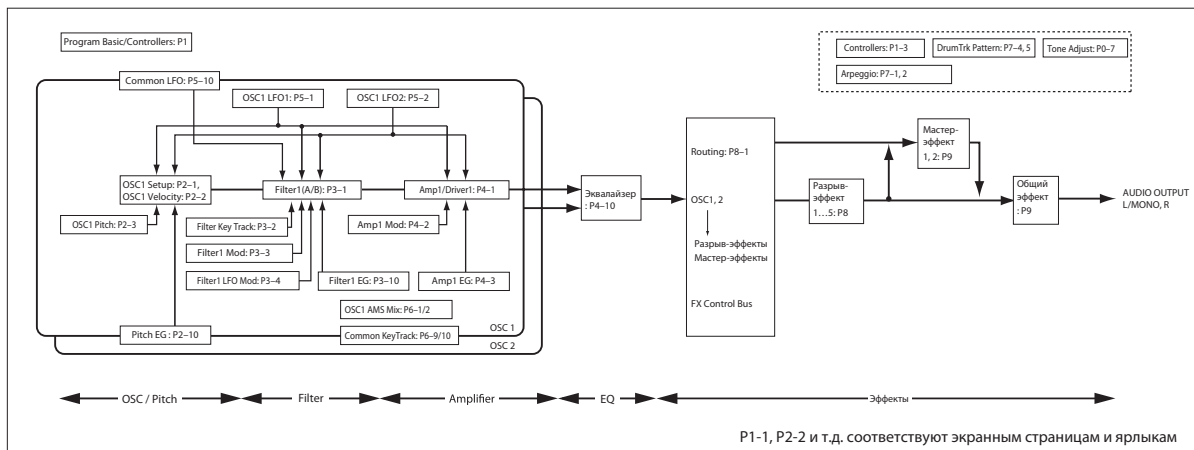 Program Basic/Controllers: P1
Controllers: P1–3
DrumTrk Pattern: P7–4, 5
Tone Adjust: P0–7
Arpeggio: P7–1, 2
Common LFO: P5–10
OSC1 LFO1: P5–1
OSC1 LFO2: P5–2
OSC1 Setup: P2–1,
OSC1 Velocity: P2–2
Filter1(A/B): P3–1
Amp1/Driver1: P4–1
OSC1 Pitch: P2–3
Filter Key Track: P3–2
Amp1 Mod: P4–2
Filter1 Mod: P3–3
Filter1 LFO Mod: P3–4
Filter1 EG: P3–10
Amp1 EG: P4–3
OSC1 AMS Mix: P6–1/2
Pitch EG : P2–10
Common KeyTrack: P6–9/10
OSC 1
OSC 2
Эквалайзер
: P4–10
Routing: P8–1
OSC1, 2
Разрыв-эффекты
Мастер-эффекты
FX Control Bus
Разрыв-
эффект
1...5: P8
Мастер-
эффект
1, 2: P9
Общий
эффект
: P9
AUDIO OUTPUT
L/MONO, R
OSC / Pitch
Filter
Amplifier
EQ
Эффекты
P1-1, P2-2 и т.д. соответствуют экранным страницам и ярлыкам